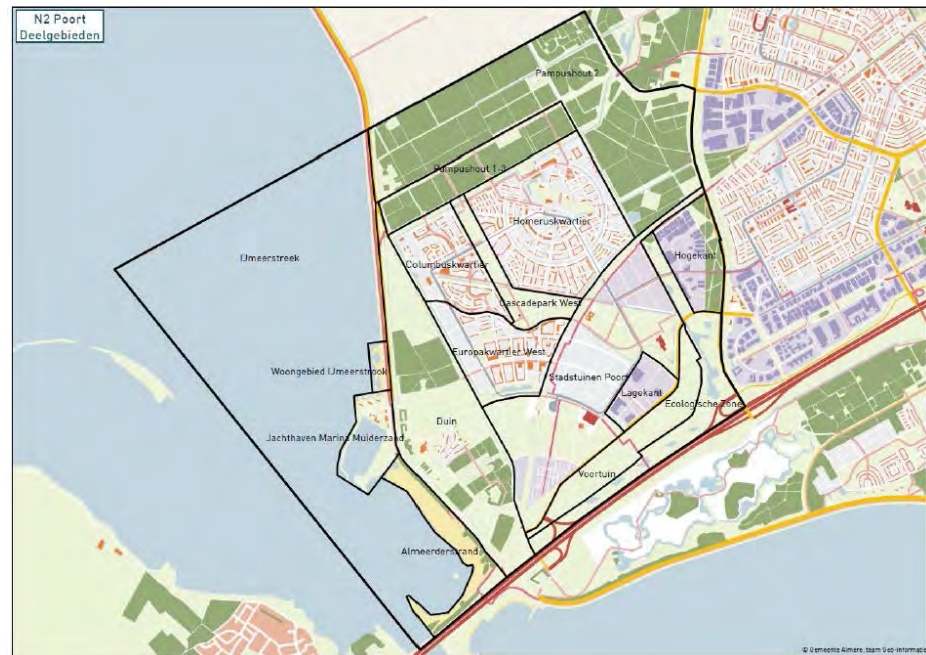 N2 Poort
Deelgebieden
Pampushout 2
Pampushout 1-3
Homeruskwartier
IJmeerstreek
Hogekant
Columbuskwartier
Cascadepark West
Europakwartier West
Woongebied IJmeerstrook
Stadstuinen Poort
Lagekant
Ecologische Zone
Duin
Jachthaven Marina Muiderzand
Voortuin
Almeerderstrand
© Gemeente Almere, team Geo-Informatie